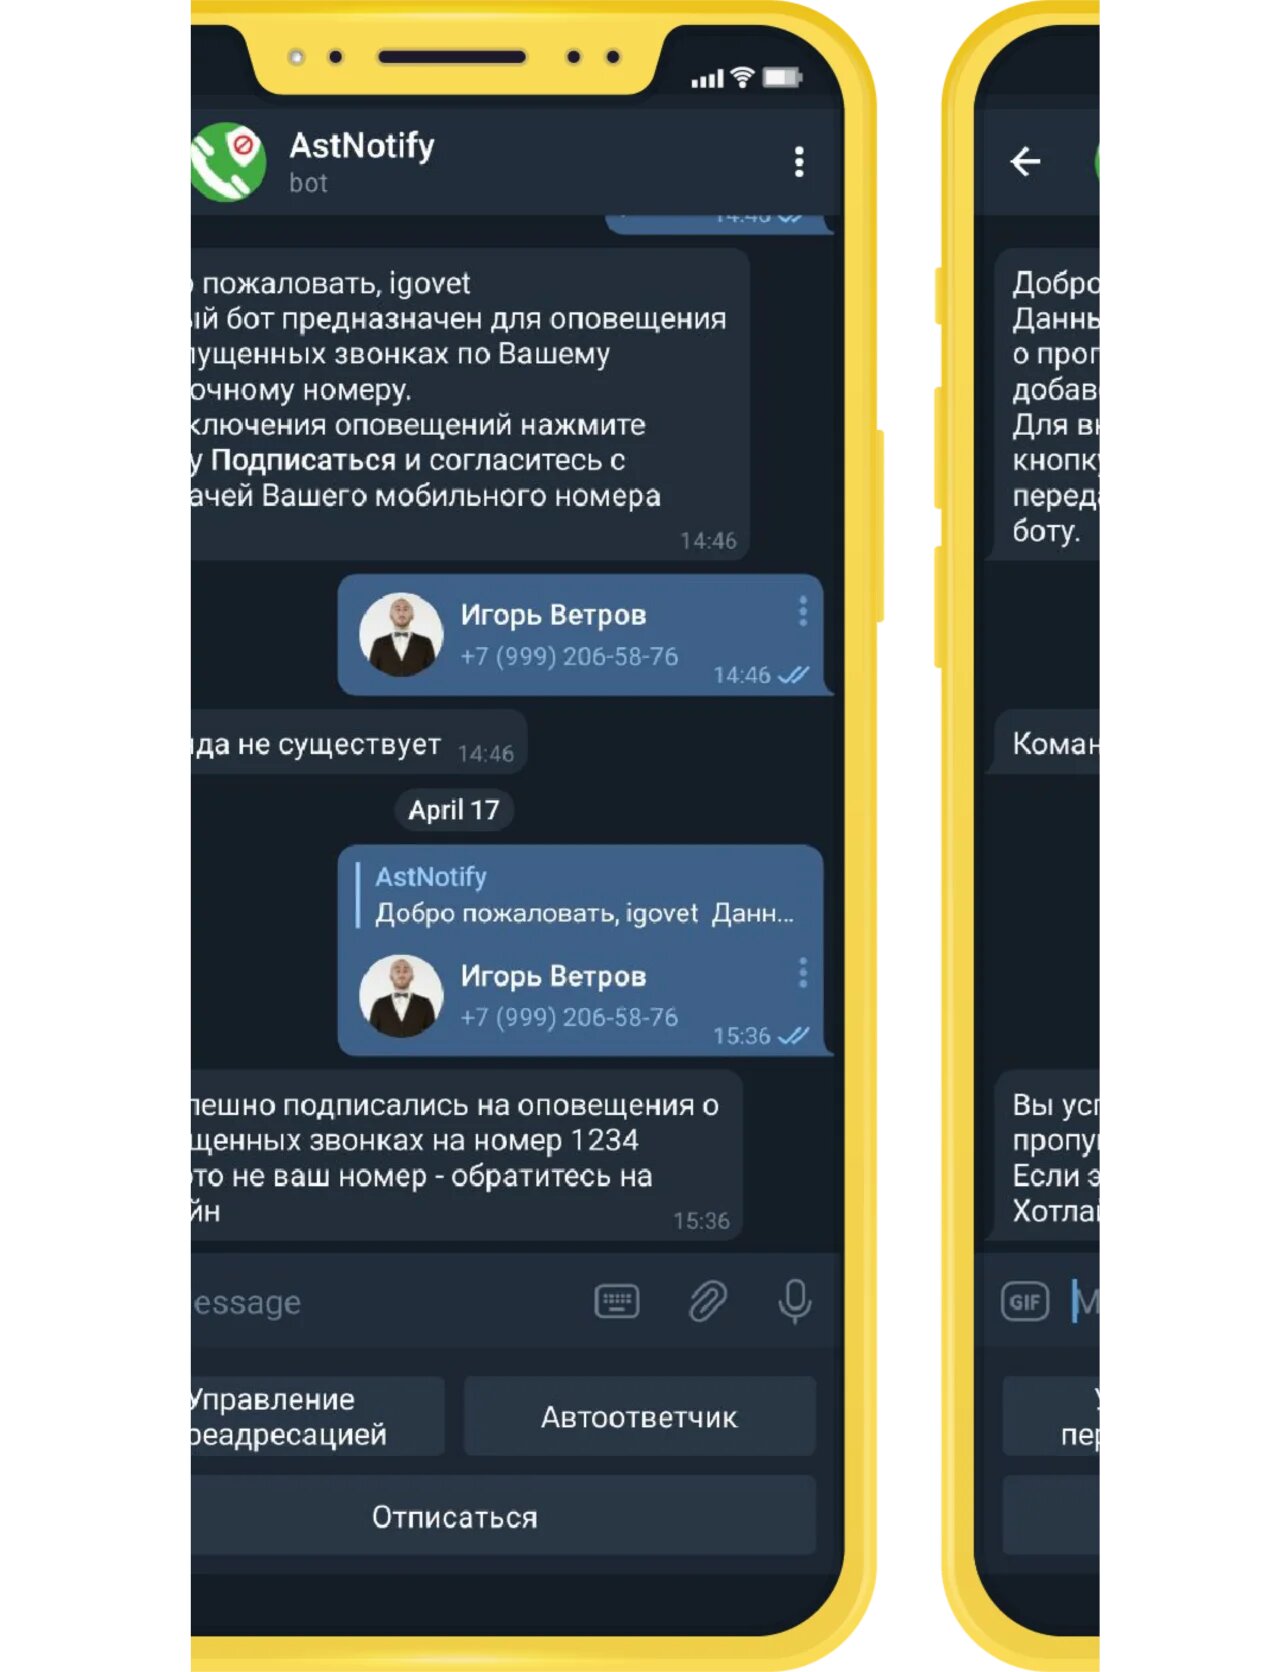 AstNotify
bot
14:46
пожаловать, igovet
ый бот предназначен для оповещения
пущенных звонках по Вашему
очному номеру.
ключения оповещений нажмите
у Подписаться и согласитесь с
ачей Вашего мобильного номера
14:46
Игорь Ветров
+7 (999) 206-58-76
14:46
да не существует 14:46
April 17
AstNotify
Добро пожаловать, igovet Данн...
Игорь Ветров
+7 (999) 206-58-76
15:36
пешно подписались на оповещения о
щенных звонках на номер 1234
то не ваш номер - обратитесь на
йн
15:36
essage
Управление
реадресацией
Автоответчик
Отписаться
Добро
Данны
о проп
добав
Для вк
кнопку
переда
боту.
Коман
Вы усп
пропу
Если э
Хотлай
GIF M
У
пер